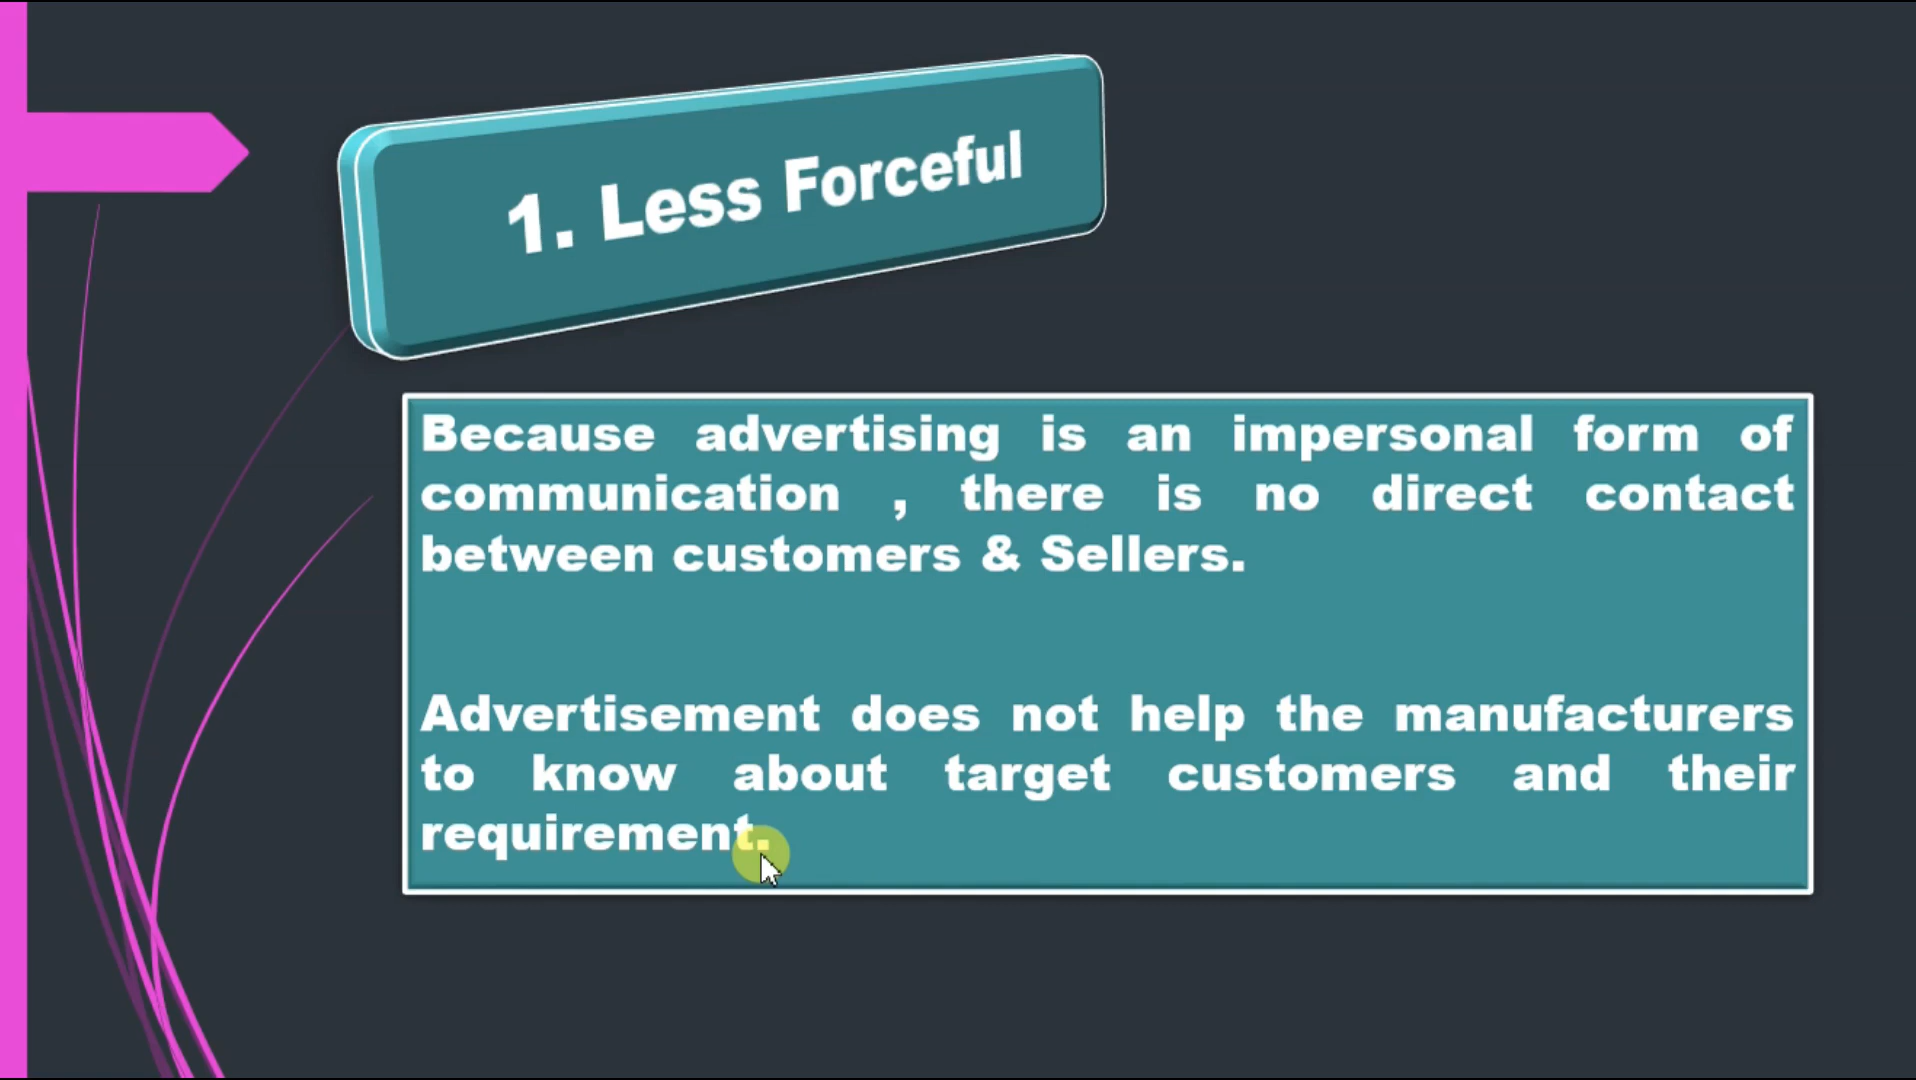 1. Less Forceful
Because advertising is an impersonal form of
communication , there is no direct contact
between customers & Sellers.
Advertisement does not help the manufacturers
to know about target customers and their
requirement.